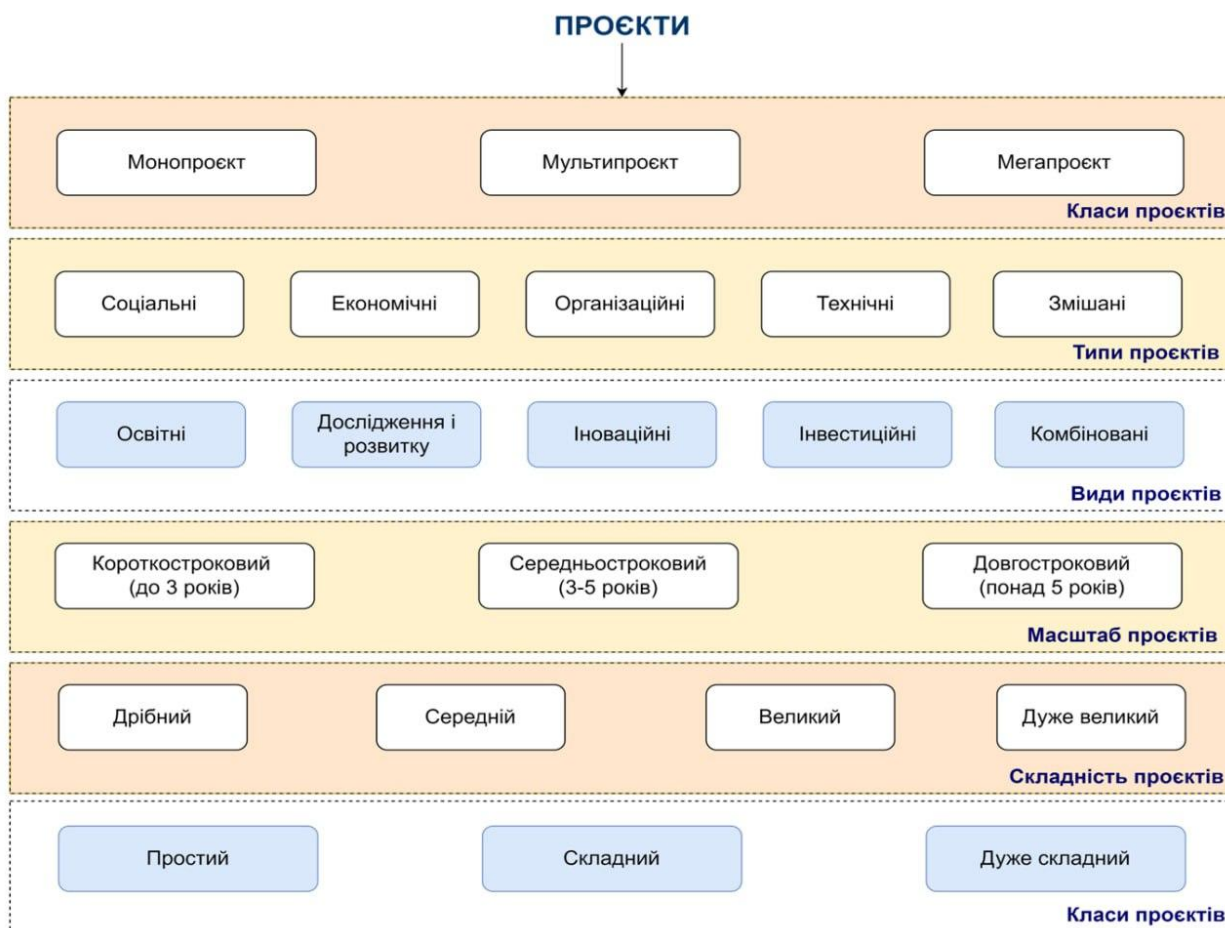 ПРОЄКТИ
Монопроєкт
Мультипроєкт
Мегапроєкт
Класи проєктів
Соціальні
Економічні
Організаційні
Технічні
Змішані
Типи проєктів
Освітні
Дослідження і
розвитку
Іноваційні
Інвестиційні
Комбіновані
Види проєктів
Короткостроковий
(до 3 років)
Середньостроковий
(3-5 років)
Довгостроковий
(понад 5 років)
Масштаб проєктів
Дрібний
Середній
Великий
Дуже великий
Складність проєктів
Простий
Складний
Дуже складний
Класи проєктів